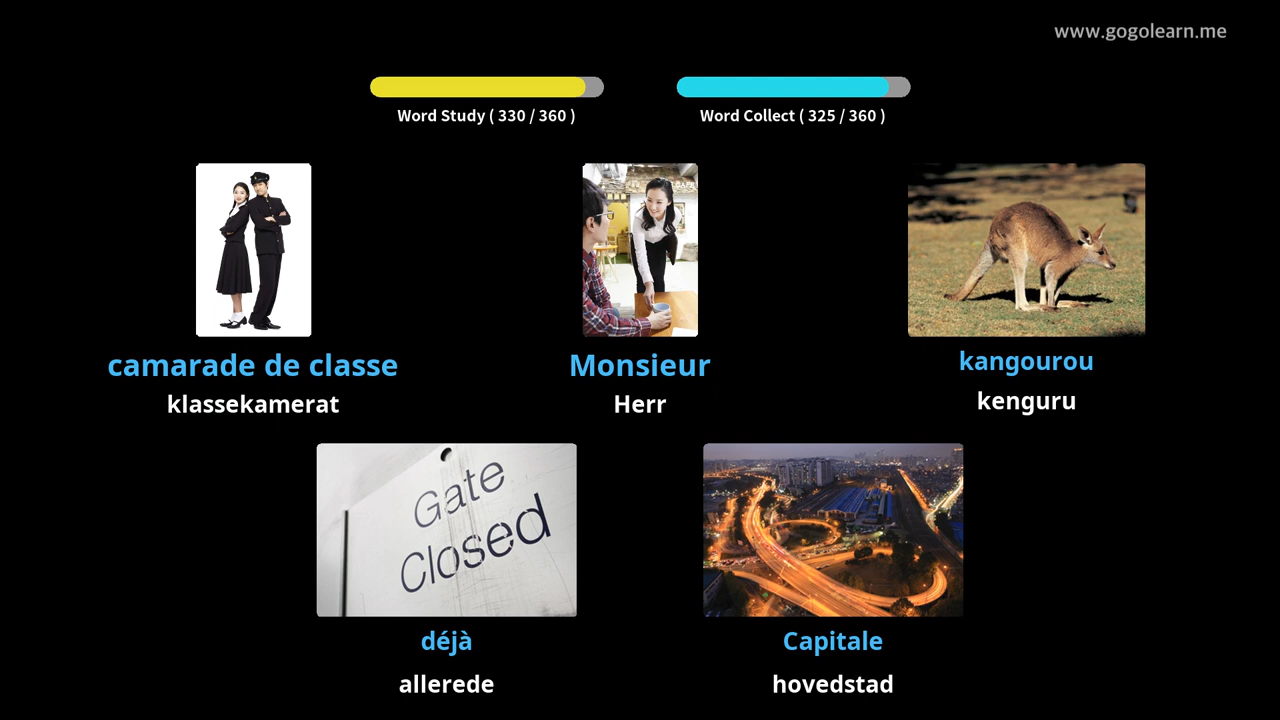 www.gogolearn.me
Word Study ( 330 / 360 )
Word Collect ( 325 / 360 )
camarade de classe
klassekamerat
Monsieur
Herr
kangourou
kenguru
Gate
Closed
déjà
allerede
Capitale
hovedstad